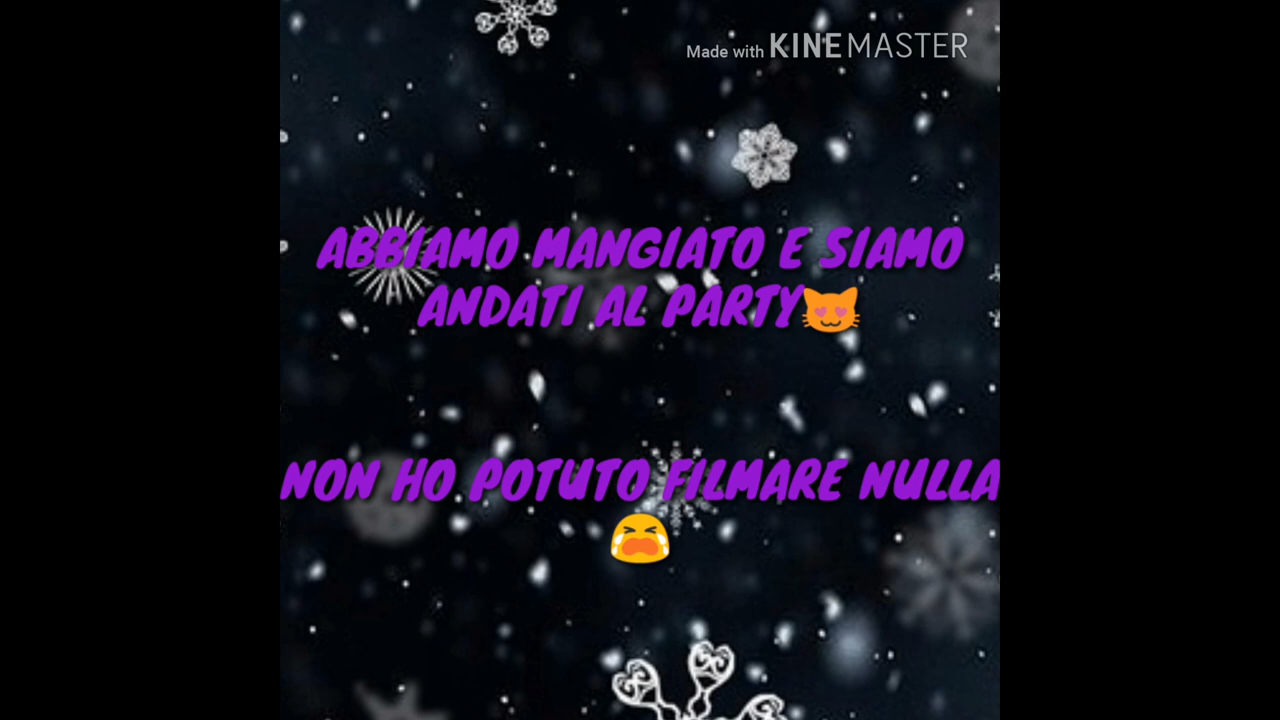 Made with KINEMASTER
ABBIAMO MANGIATO E SIAMO
ANDATI AL PARTY😻
NON HO POTUTO FILMARE NULLA
😭